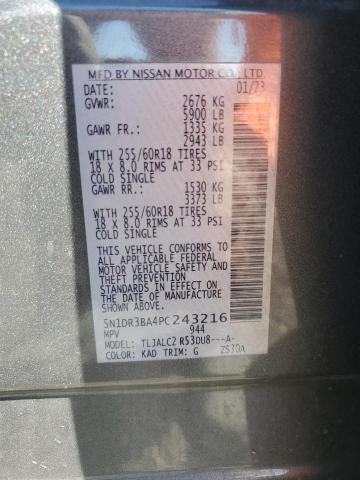 MFD BY NISSAN MOTOR CO., LTD.
DATE: 01/23
GVWR: 2676 KG
5900 LB
GAWR FR.: 1335 KG
2943 LB
WITH 255/60R18 TIRES
18 X 8.0 RIMS AT 33 PSI
COLD SINGLE
GAWR RR.: 1530 KG
3373 LB
WITH 255/60R18 TIRES
18 X 8.0 RIMS AT 33 PSI
COLD SINGLE
THIS VEHICLE CONFORMS TO
ALL APPLICABLE FEDERAL
MOTOR VEHICLE SAFETY AND
THEFT PREVENTION
STANDARDS IN EFFECT ON
THE DATE OF MANUFACTURE
SHOWN ABOVE.
5N1DR3BA4PC243216
MPV 944
MODEL: TLJALC2 R53DU8---A-
COLOR: KAD TRIM: G ZS30A